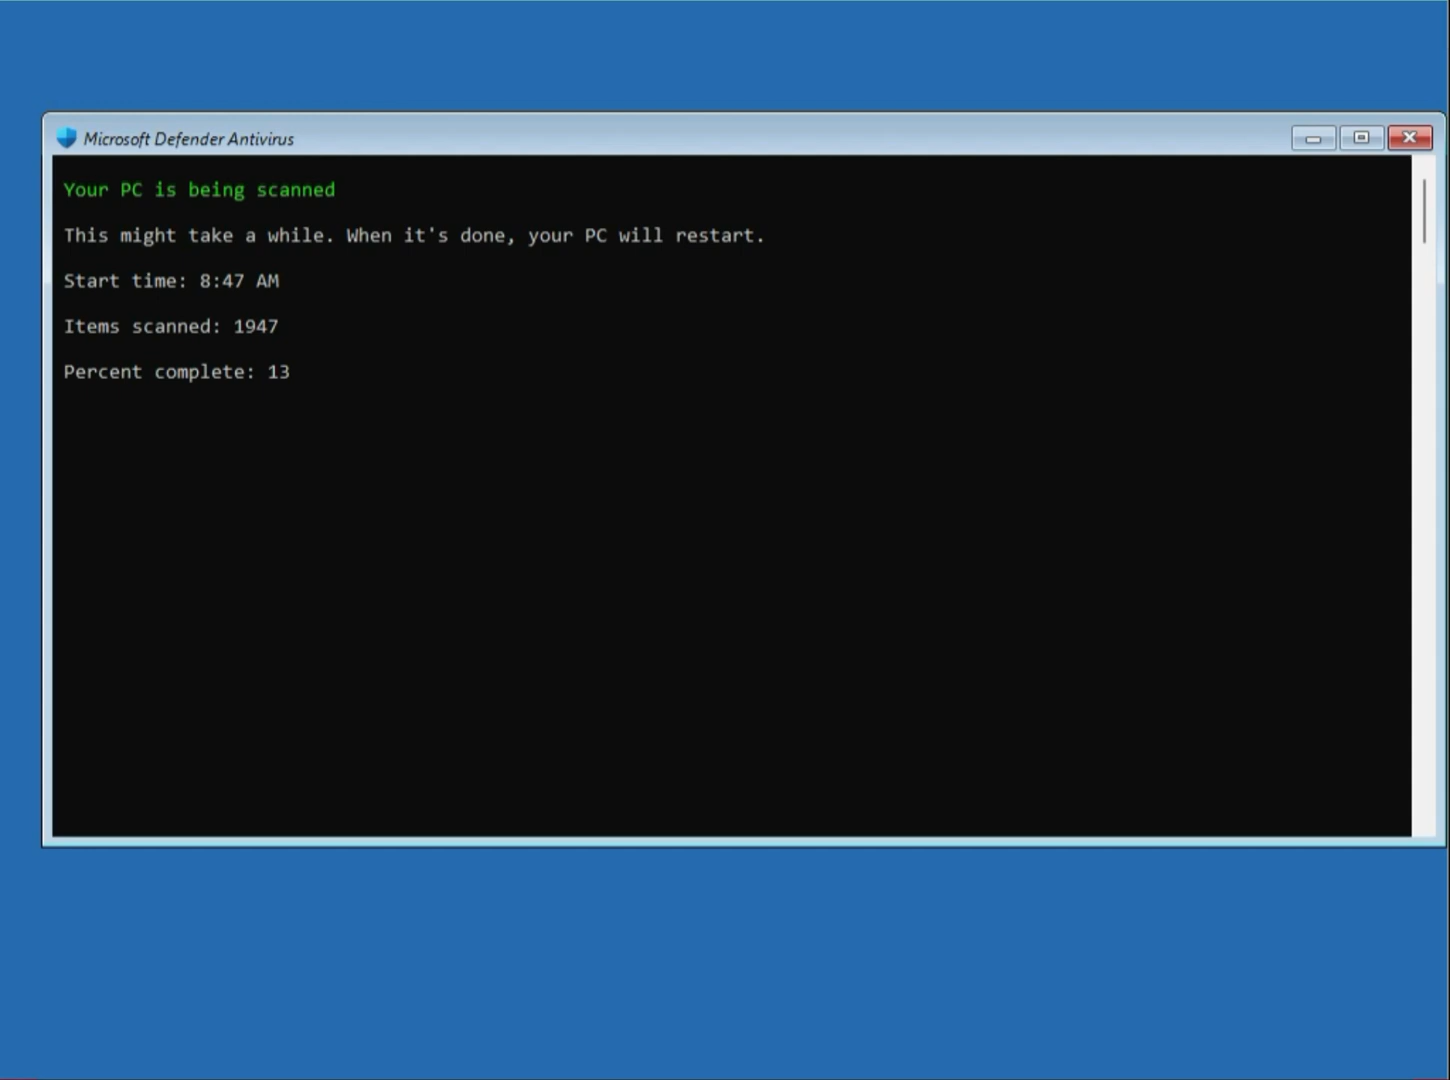 Microsoft Defender Antivirus
Your PC is being scanned
This might take a while. When it's done, your PC will restart.
Start time: 8:47 AM
Items scanned: 1947
Percent complete: 13